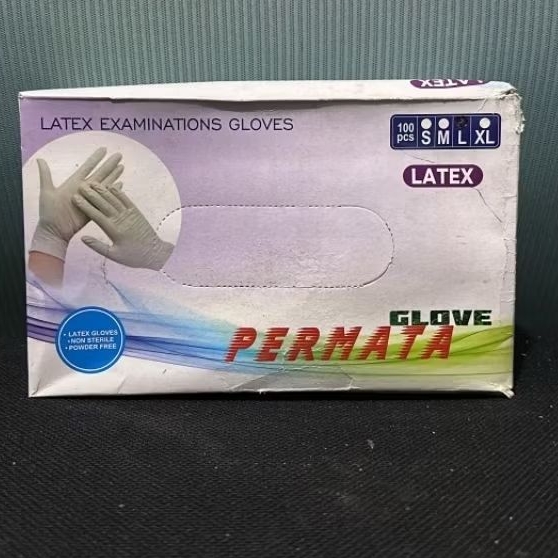 LATEX
LATEX EXAMINATIONS GLOVES
100 pcs S M L XL
LATEX
• LATEX GLOVES
• NON STERILE
• POWDER FREE
GLOVE
PERMATA